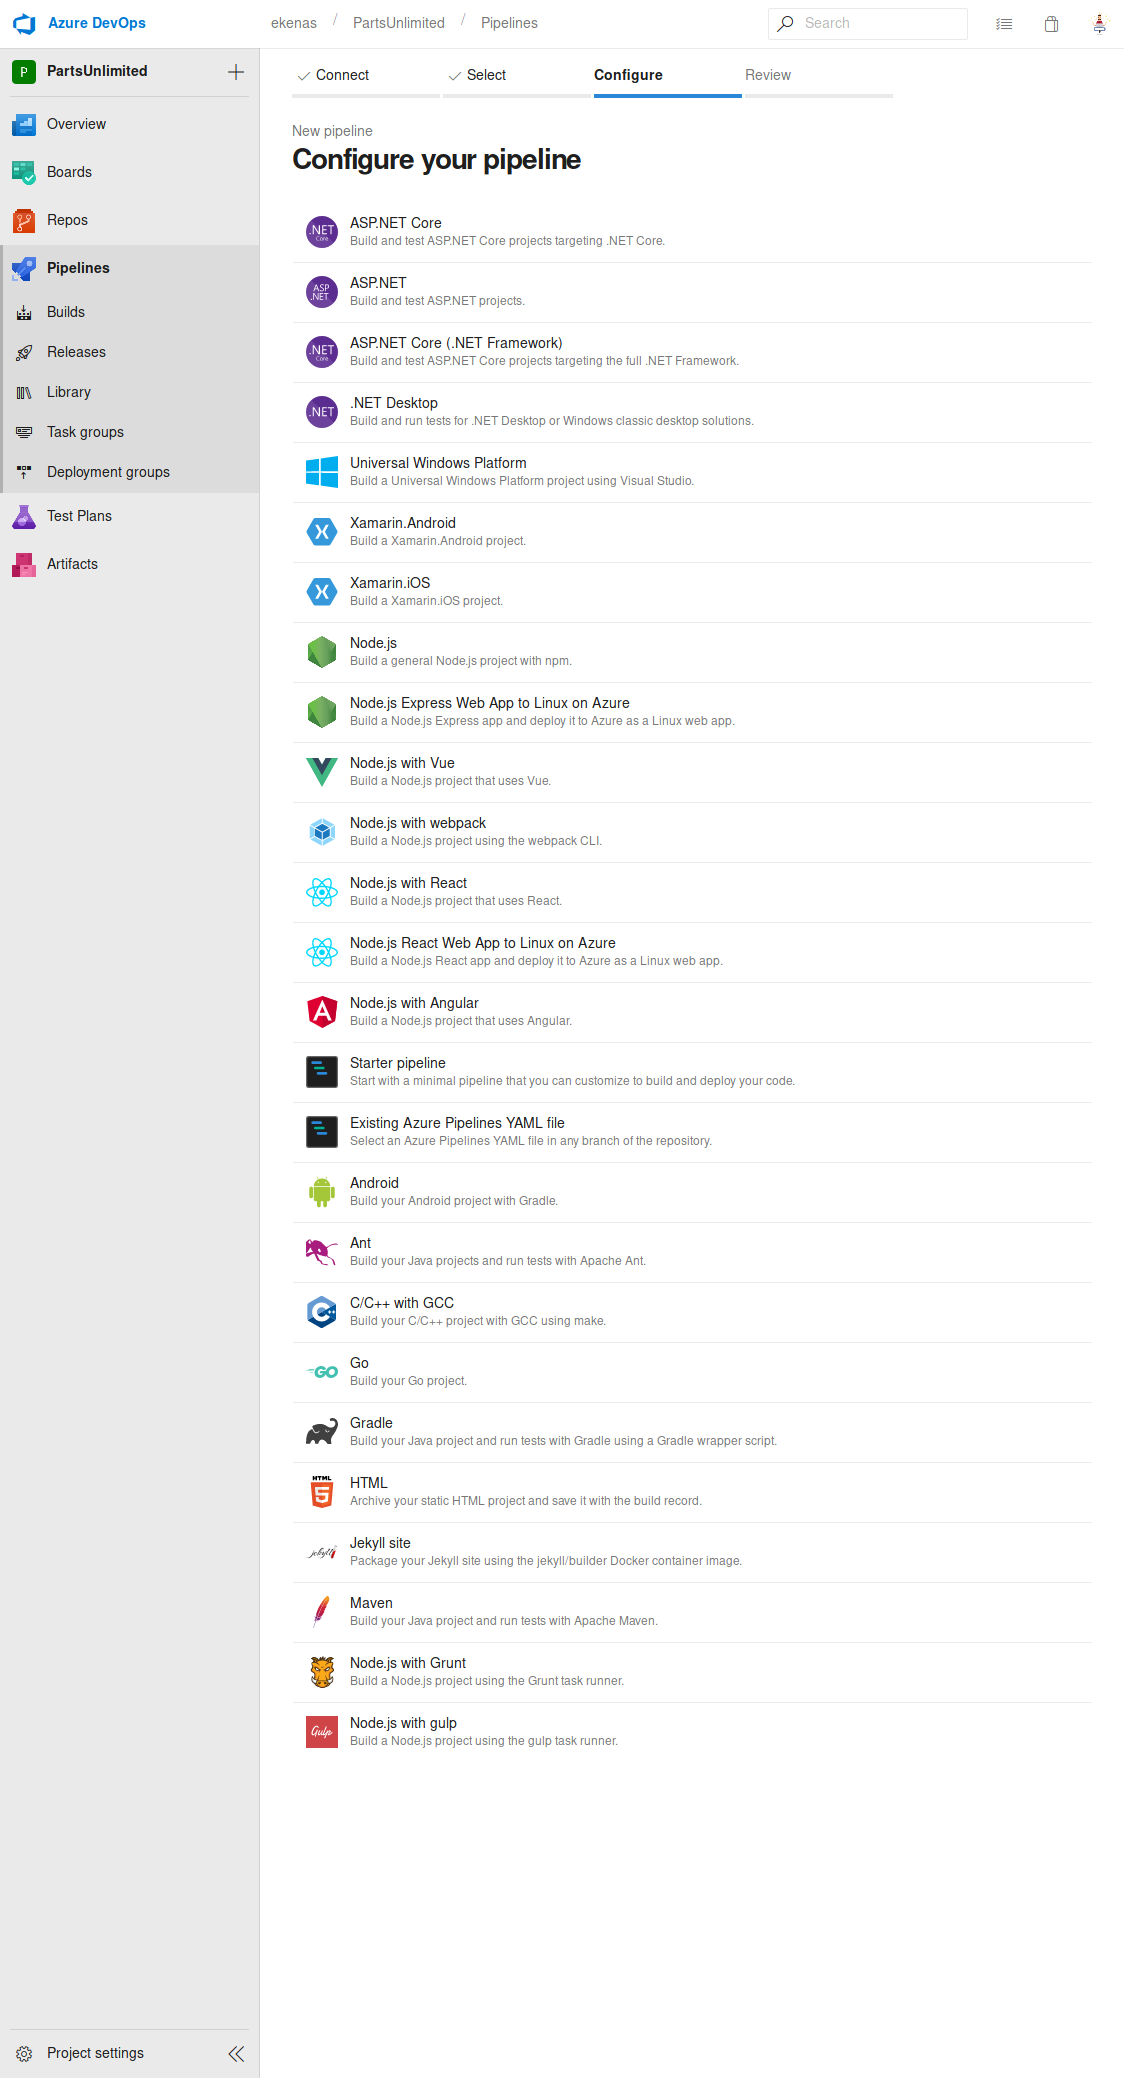 Azure DevOps
ekenas / PartsUnlimited / Pipelines
Search
P PartsUnlimited
Overview
Boards
Repos
Pipelines
Builds
Releases
Library
Task groups
Deployment groups
Test Plans
Artifacts
Project settings
Connect
Select
Configure
Review
New pipeline
Configure your pipeline
.NET Core
ASP.NET Core
Build and test ASP.NET Core projects targeting .NET Core.
ASP .NET
ASP.NET
Build and test ASP.NET projects.
.NET Core
ASP.NET Core (.NET Framework)
Build and test ASP.NET Core projects targeting the full .NET Framework.
.NET
.NET Desktop
Build and run tests for .NET Desktop or Windows classic desktop solutions.
Universal Windows Platform
Build a Universal Windows Platform project using Visual Studio.
Xamarin.Android
Build a Xamarin.Android project.
Xamarin.iOS
Build a Xamarin.iOS project.
Node.js
Build a general Node.js project with npm.
Node.js Express Web App to Linux on Azure
Build a Node.js Express app and deploy it to Azure as a Linux web app.
Node.js with Vue
Build a Node.js project that uses Vue.
Node.js with webpack
Build a Node.js project using the webpack CLI.
Node.js with React
Build a Node.js project that uses React.
Node.js React Web App to Linux on Azure
Build a Node.js React app and deploy it to Azure as a Linux web app.
Node.js with Angular
Build a Node.js project that uses Angular.
Starter pipeline
Start with a minimal pipeline that you can customize to build and deploy your code.
Existing Azure Pipelines YAML file
Select an Azure Pipelines YAML file in any branch of the repository.
Android
Build your Android project with Gradle.
Ant
Build your Java projects and run tests with Apache Ant.
C/C++ with GCC
Build your C/C++ project with GCC using make.
GO
Go
Build your Go project.
Gradle
Build your Java project and run tests with Gradle using a Gradle wrapper script.
HTML 5
HTML
Archive your static HTML project and save it with the build record.
jekyll
Jekyll site
Package your Jekyll site using the jekyll/builder Docker container image.
Maven
Build your Java project and run tests with Apache Maven.
Node.js with Grunt
Build a Node.js project using the Grunt task runner.
Gulp
Node.js with gulp
Build a Node.js project using the gulp task runner.